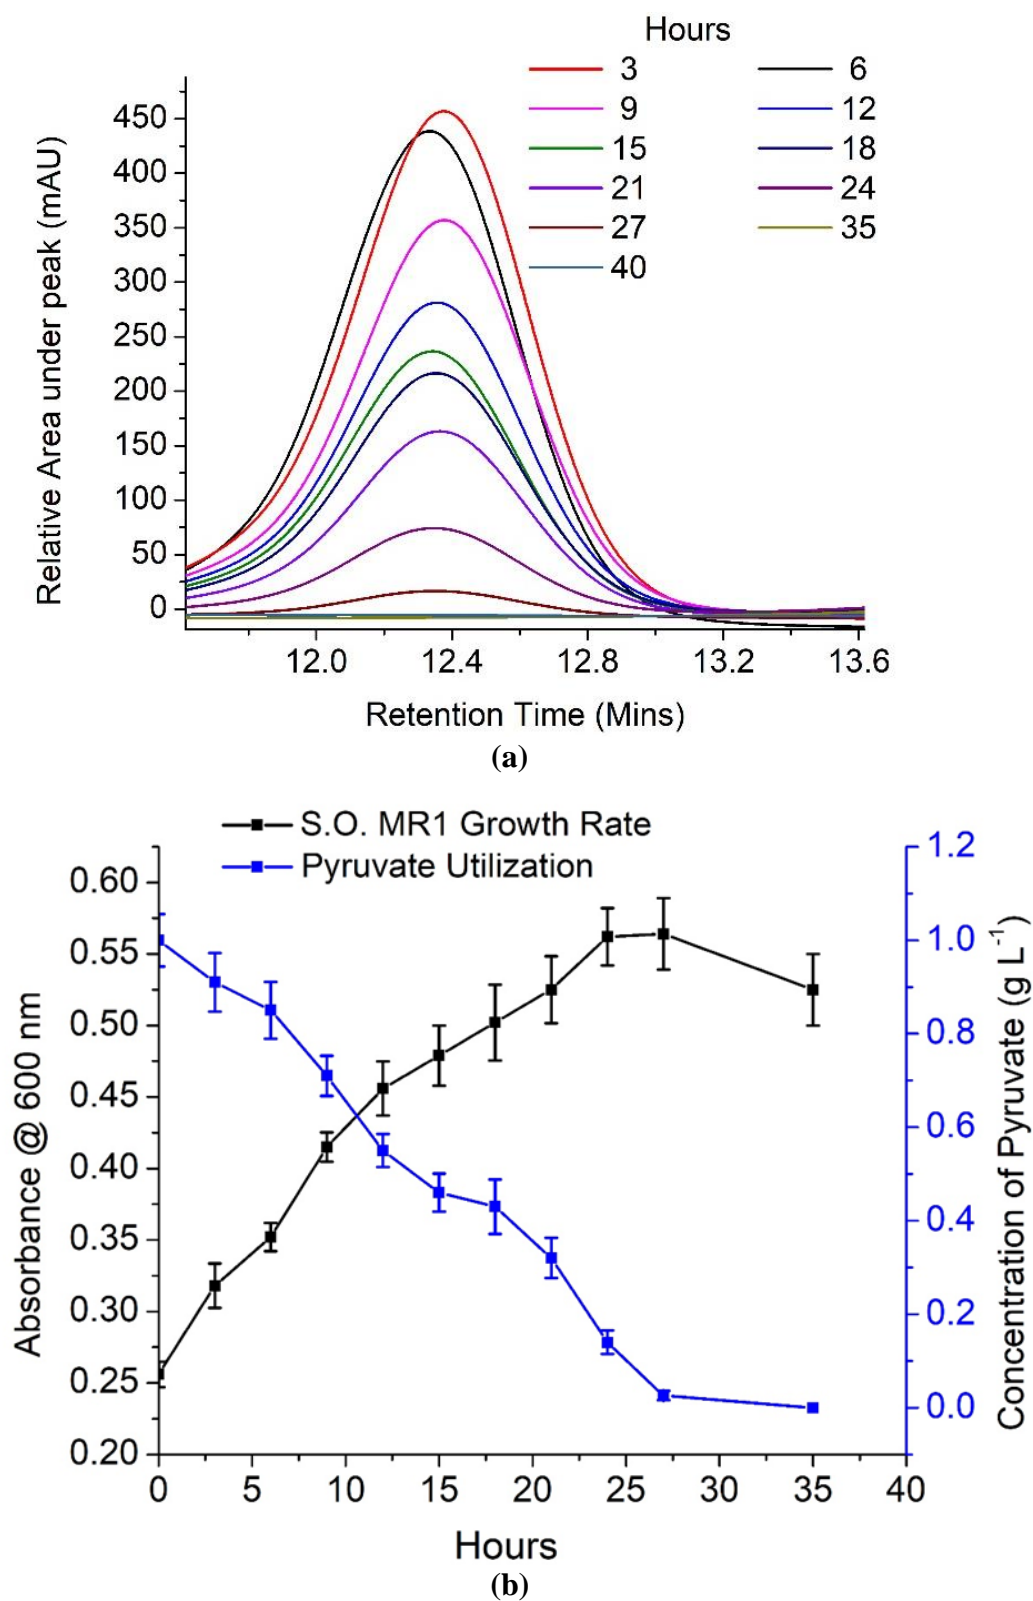 Hours
3 6
9 12
15 18
21 24
27 35
40
Relative Area under peak (mAU)
450
400
350
300
250
200
150
100
50
0
12.0 12.4 12.8 13.2 13.6
Retention Time (Mins)
(a)
S.O. MR1 Growth Rate
Pyruvate Utilization
Absorbance @ 600 nm
0.60
0.55
0.50
0.45
0.40
0.35
0.30
0.25
0.20
1.2
1.0
0.8
0.6
0.4
0.2
0.0
Concentration of Pyruvate (g L⁻¹)
0 5 10 15 20 25 30 35 40
Hours
(b)